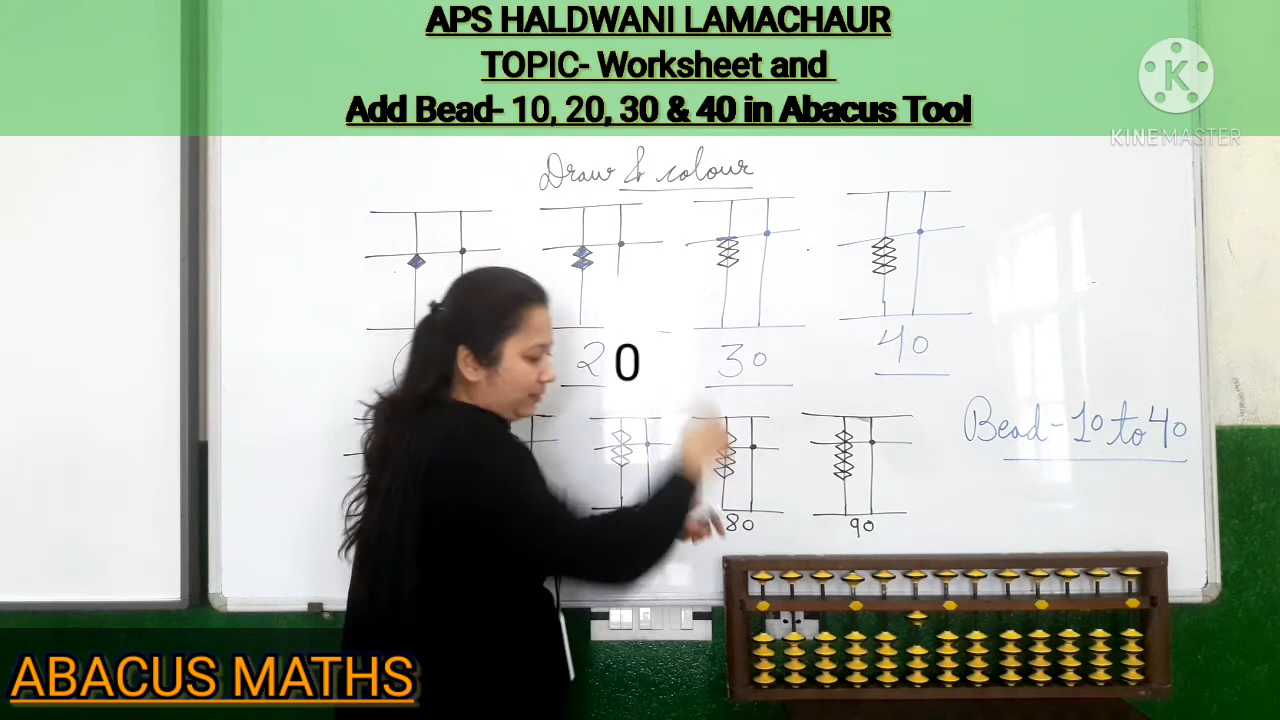 APS HALDWANI LAMACHAUR
TOPIC- Worksheet and
Add Bead- 10, 20, 30 & 40 in Abacus Tool
K
KINEMASTER
Draw & colour
20
30
40
Bead - 10 to 40
80
90
ABACUS MATHS